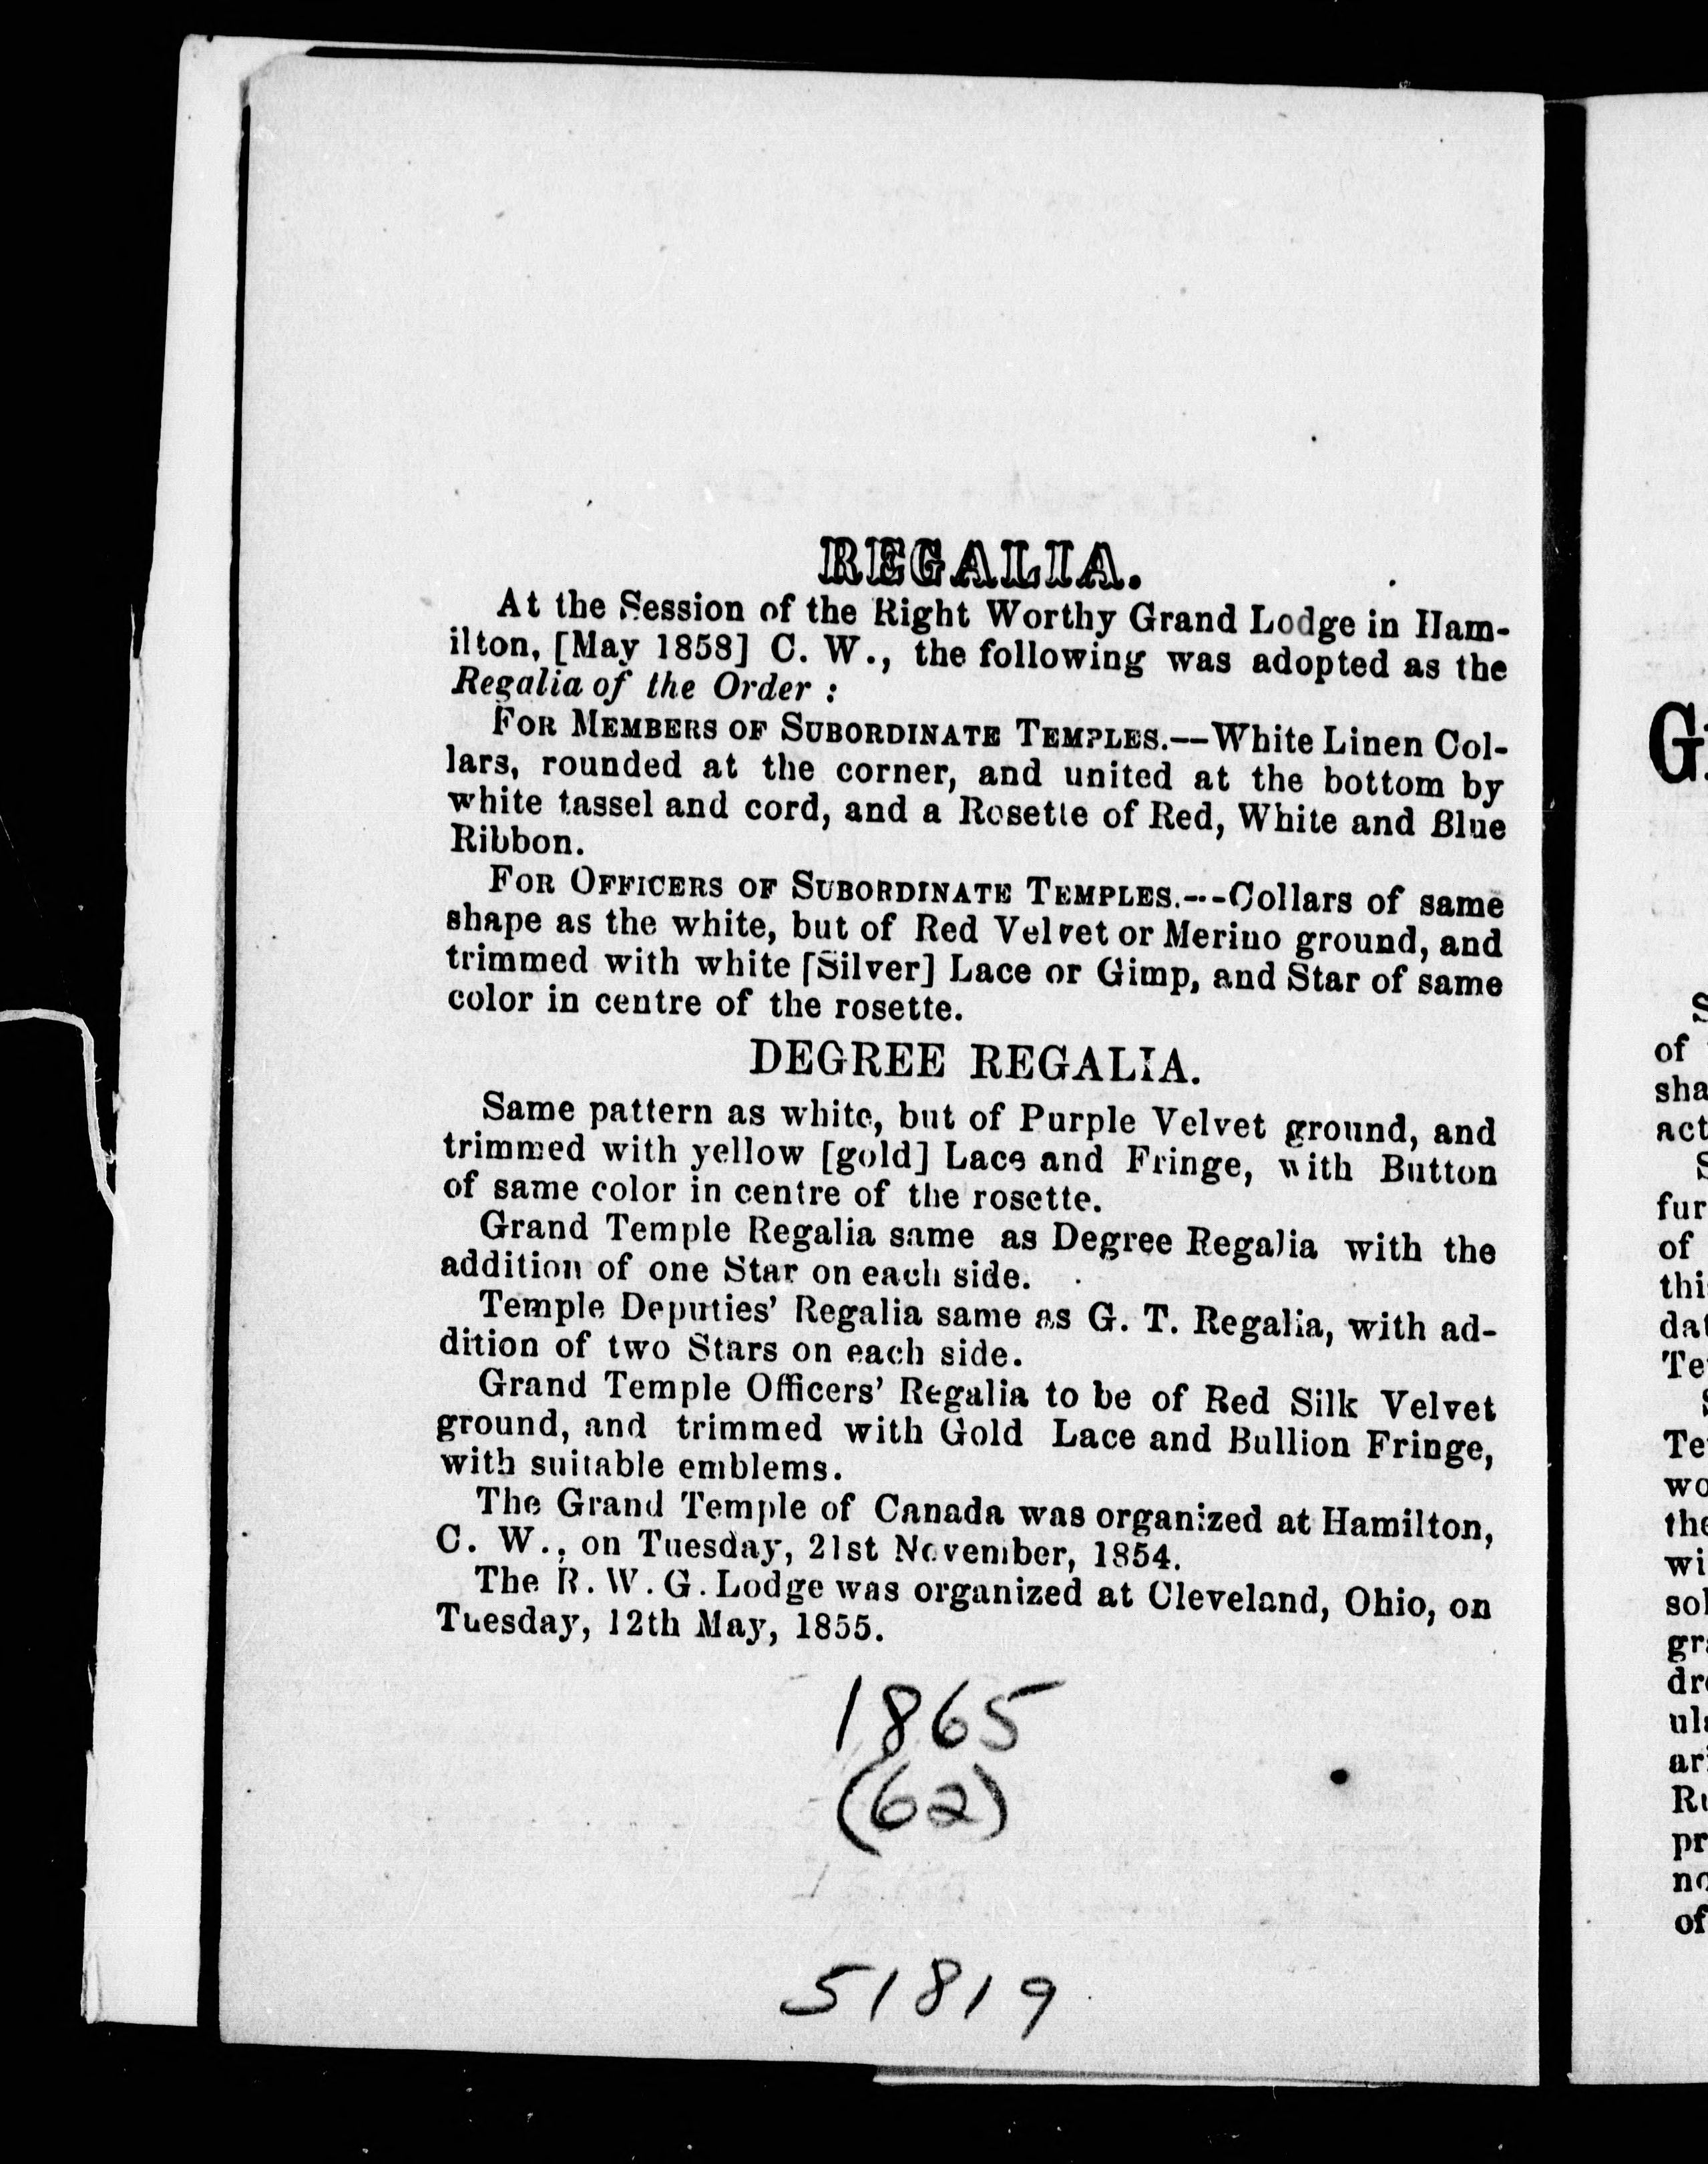 REGALIA.
At the Session of the Right Worthy Grand Lodge in Ham-
ilton, [May 1858] C. W., the following was adopted as the
Regalia of the Order :
FOR MEMBERS OF SUBORDINATE TEMPLES.--White Linen Col-
lars, rounded at the corner, and united at the bottom by
white tassel and cord, and a Rosette of Red, White and Blue
Ribbon.
FOR OFFICERS OF SUBORDINATE TEMPLES.---Collars of same
shape as the white, but of Red Velvet or Merino ground, and
trimmed with white [Silver] Lace or Gimp, and Star of same
color in centre of the rosette.
DEGREE REGALIA.
Same pattern as white, but of Purple Velvet ground, and
trimmed with yellow [gold] Lace and Fringe, with Button
of same color in centre of the rosette.
Grand Temple Regalia same as Degree Regalia with the
addition of one Star on each side.
Temple Deputies' Regalia same as G. T. Regalia, with ad-
dition of two Stars on each side.
Grand Temple Officers' Regalia to be of Red Silk Velvet
ground, and trimmed with Gold Lace and Bullion Fringe,
with suitable emblems.
The Grand Temple of Canada was organized at Hamilton,
C. W., on Tuesday, 21st November, 1854.
The R. W. G. Lodge was organized at Cleveland, Ohio, on
Tuesday, 12th May, 1855.
1865
(62)
51819
of
sha
act
fur
of
thi
dat
Te
Te
wo
the
wi
sol
gr
dr
ul
ar
Ru
pr
no
of